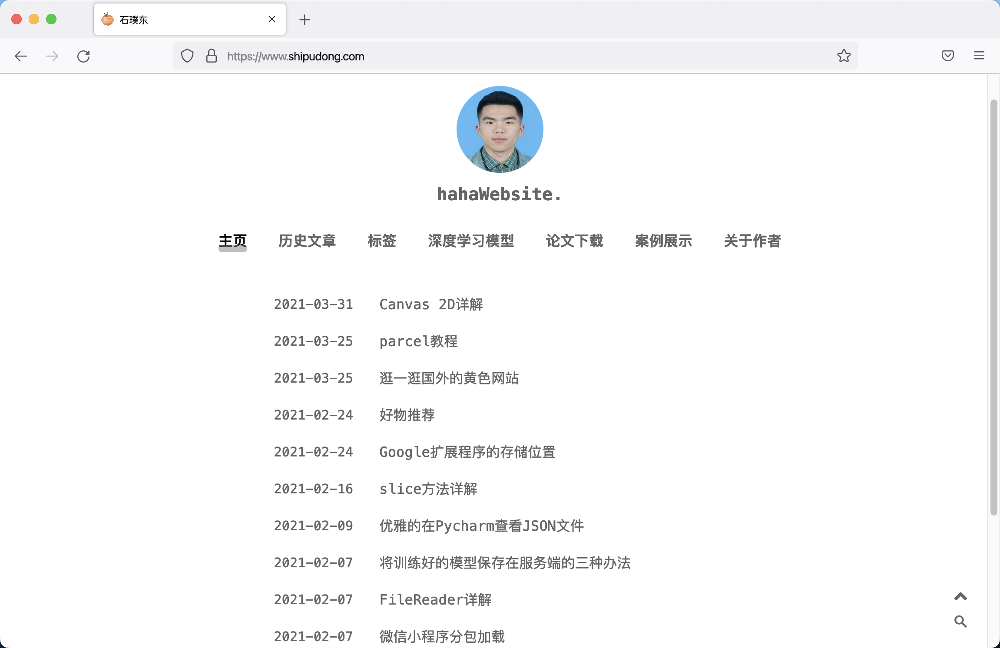 石璞东
https://www.shipudong.com
hahaWebsite.
主页 历史文章 标签 深度学习模型 论文下载 案例展示 关于作者
2021-03-31 Canvas 2D详解
2021-03-25 parcel教程
2021-03-25 逛一逛国外的黄色网站
2021-02-24 好物推荐
2021-02-24 Google扩展程序的存储位置
2021-02-16 slice方法详解
2021-02-09 优雅的在Pycharm查看JSON文件
2021-02-07 将训练好的模型保存在服务端的三种办法
2021-02-07 FileReader详解
2021-02-07 微信小程序分包加载